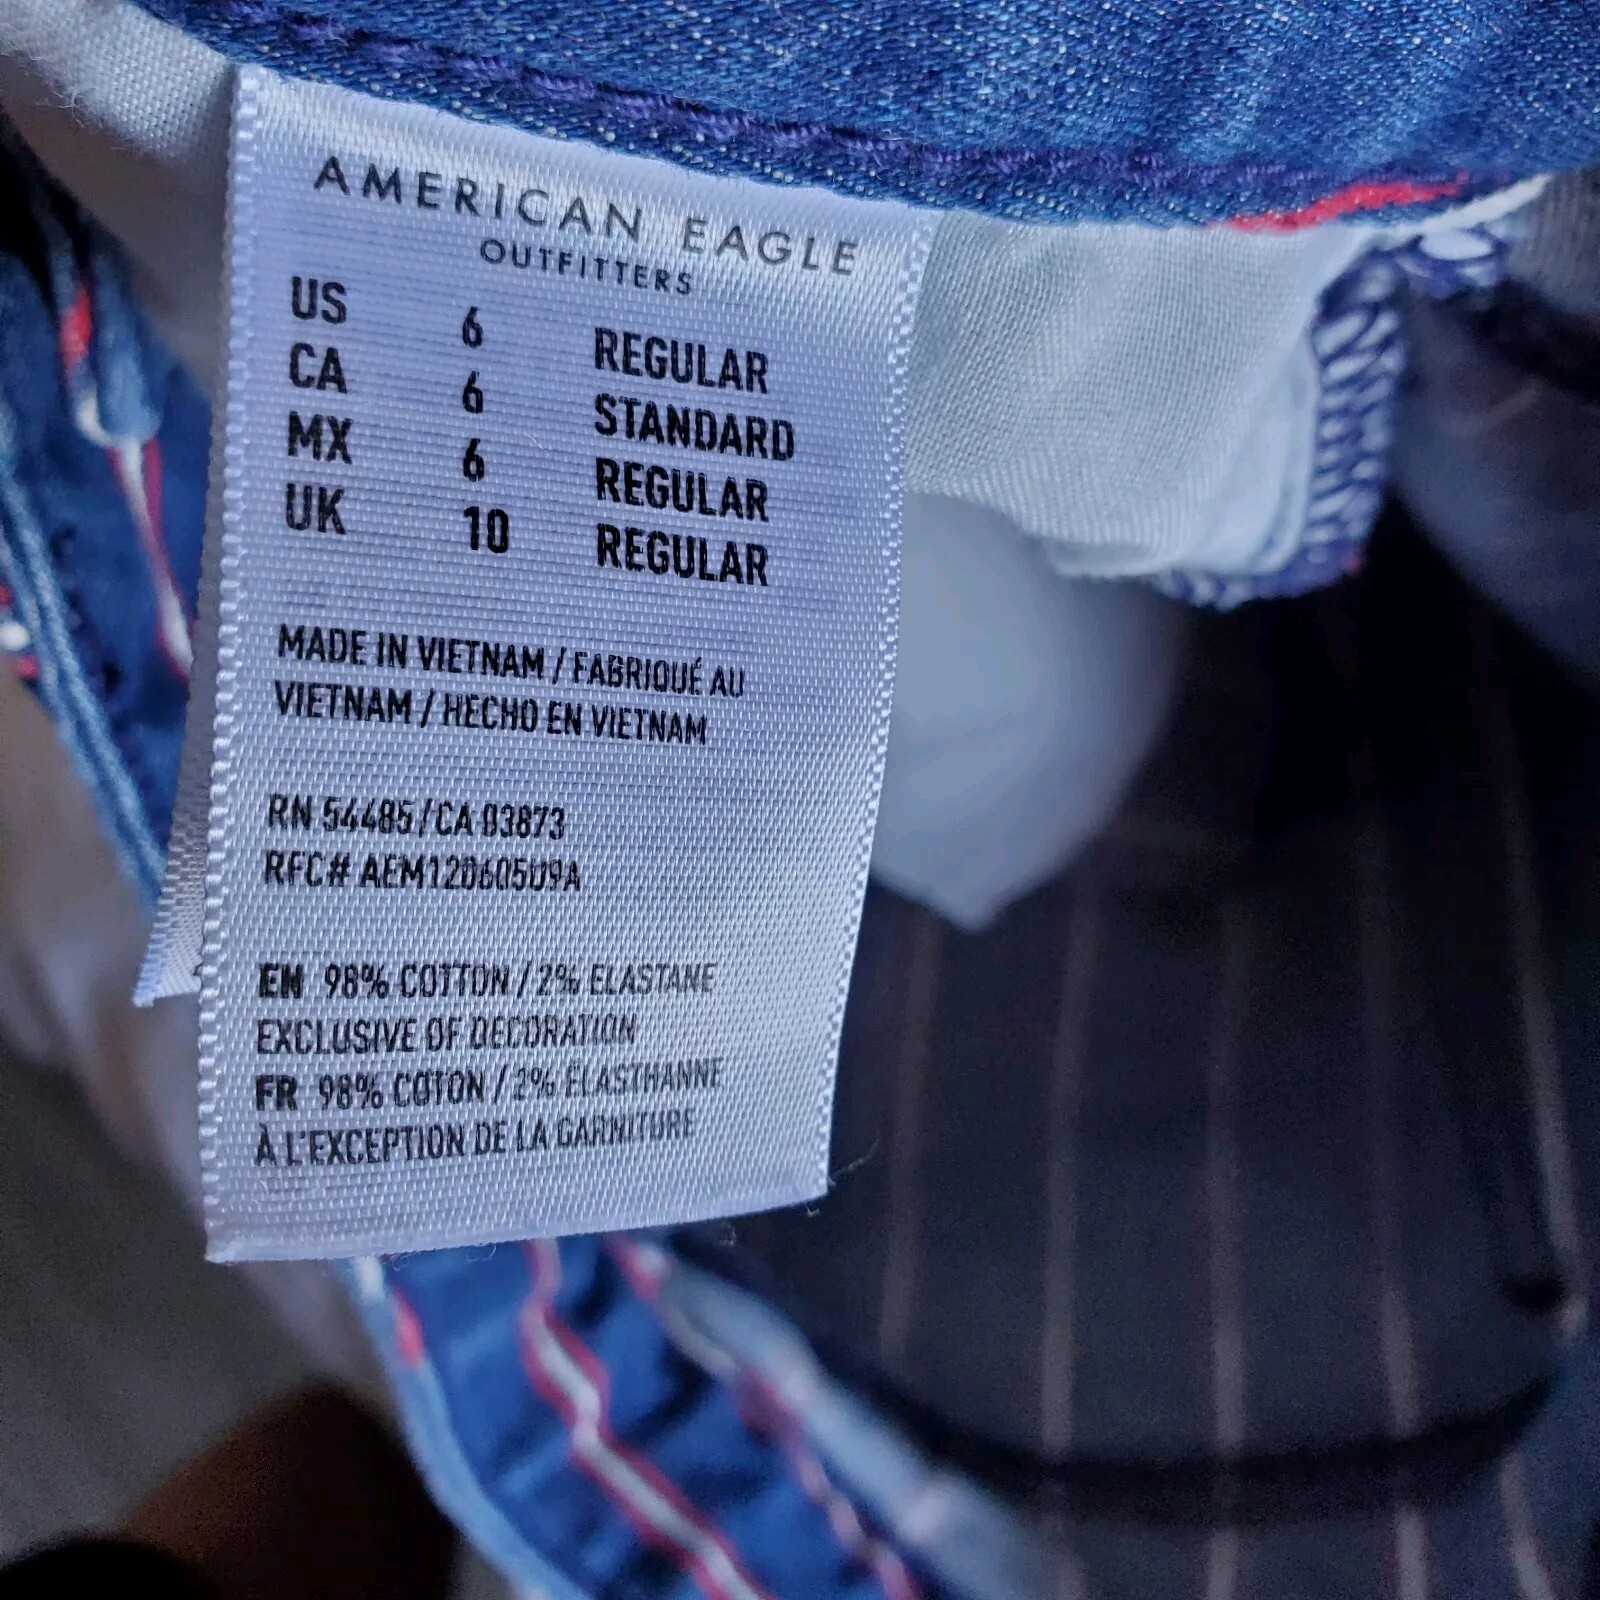 AMERICAN EAGLE
OUTFITTERS
US 6 REGULAR
CA 6 STANDARD
MX 6 REGULAR
UK 10 REGULAR
MADE IN VIETNAM / FABRIQUÉ AU
VIETNAM / HECHO EN VIETNAM
RN 54485 / CA 03873
RFC# AEM120605U9A
EN 98% COTTON / 2% ELASTANE
EXCLUSIVE OF DECORATION
FR 98% COTON / 2% ÉLASTHANNE
À L'EXCEPTION DE LA GARNITURE